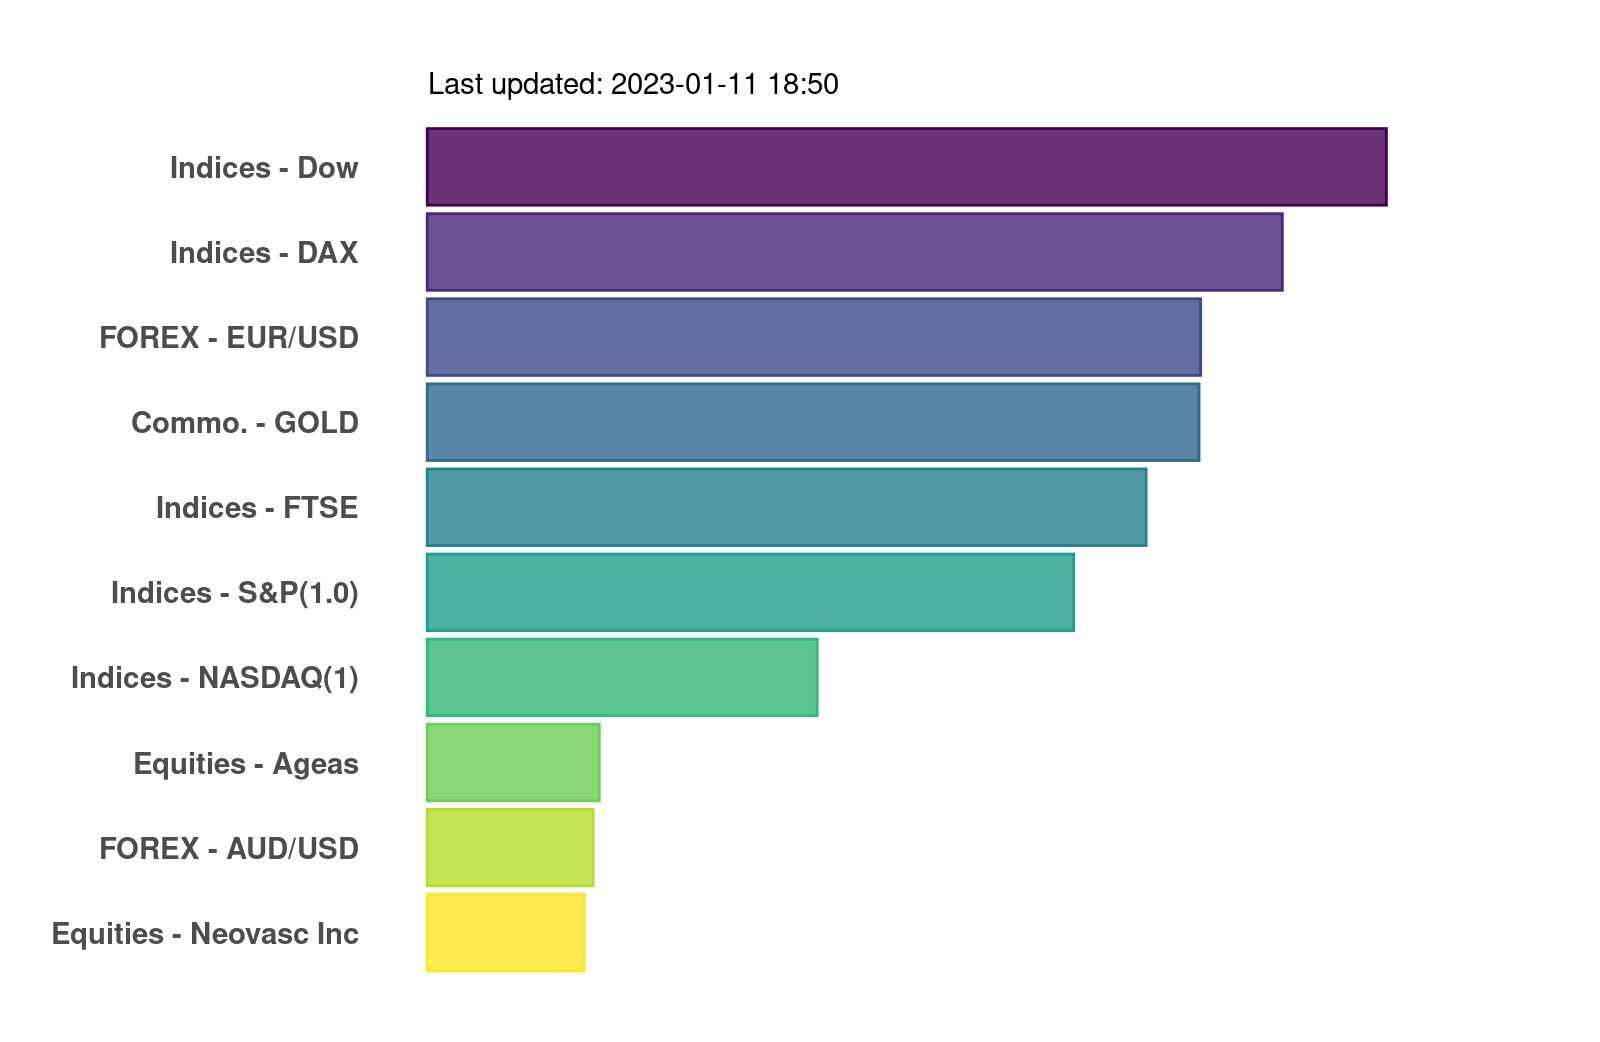 Last updated: 2023-01-11 18:50
Indices - Dow
Indices - DAX
FOREX - EUR/USD
Commo. - GOLD
Indices - FTSE
Indices - S&P(1.0)
Indices - NASDAQ(1)
Equities - Ageas
FOREX - AUD/USD
Equities - Neovasc Inc